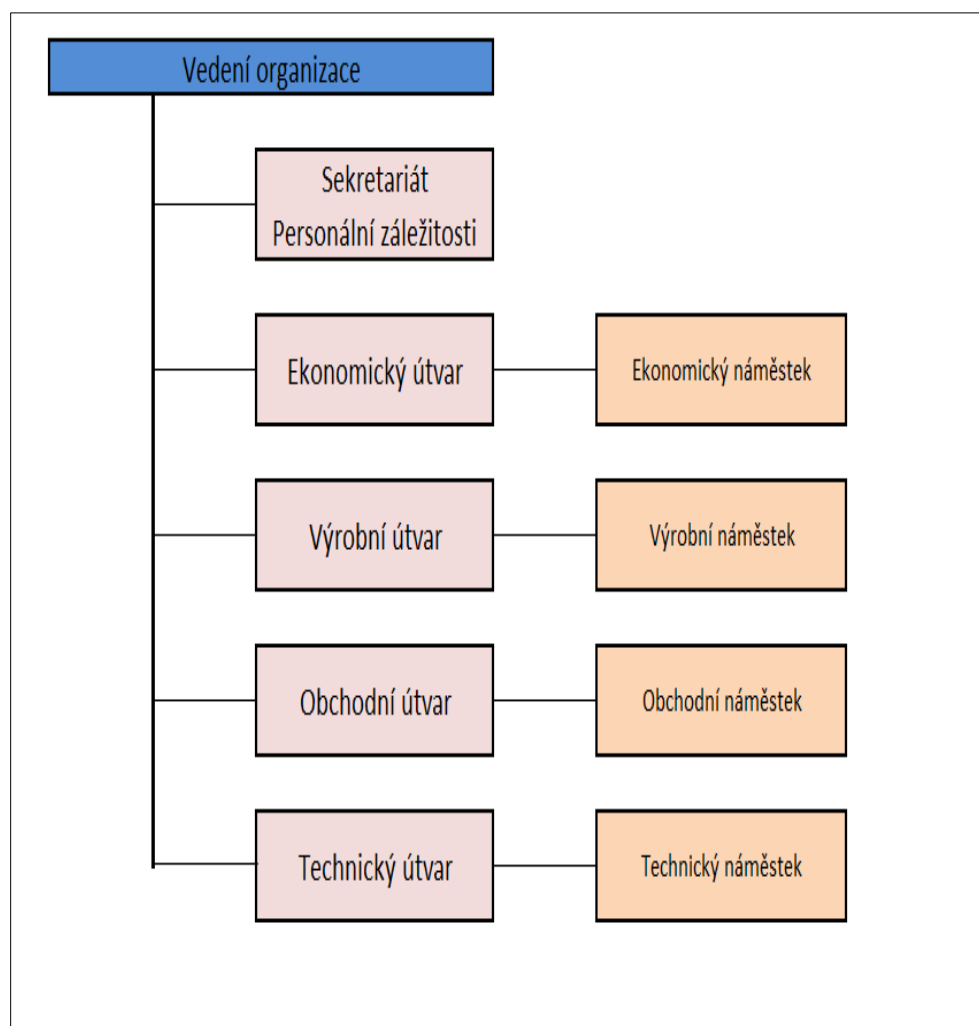 Vedení organizace
Sekretariát
Personální záležitosti
Ekonomický útvar
Ekonomický náměstek
Výrobní útvar
Výrobní náměstek
Obchodní útvar
Obchodní náměstek
Technický útvar
Technický náměstek